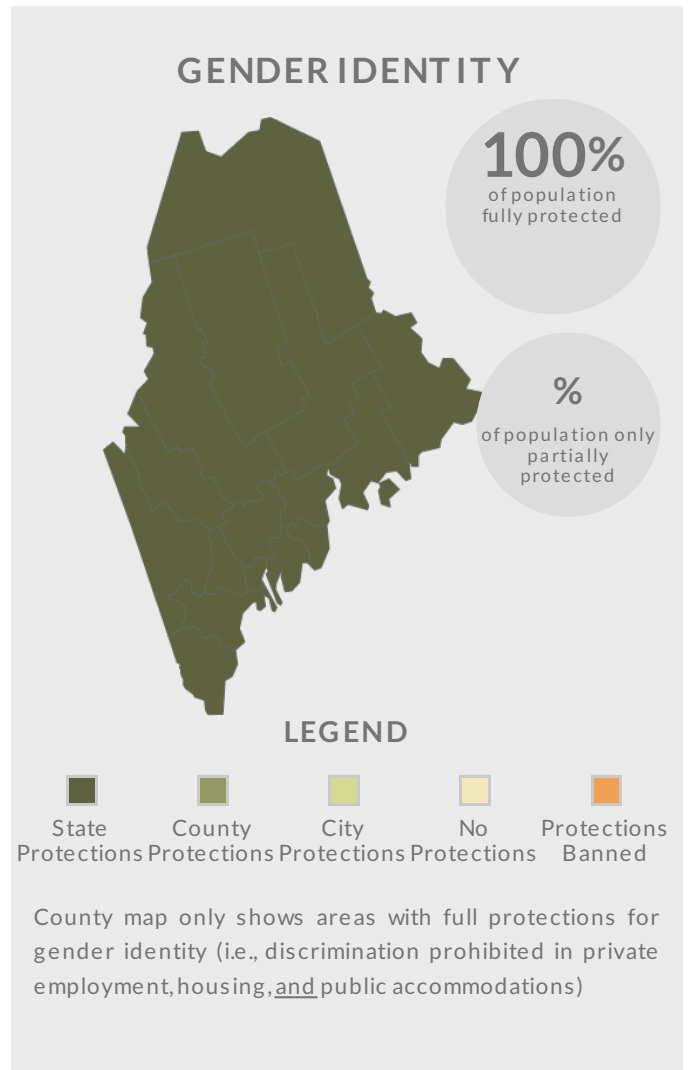 GENDER IDENTITY
100%
of population
fully protected
%
of population only
partially
protected
LEGEND
State
Protections
County
Protections
City
Protections
No
Protections
Protections
Banned
County map only shows areas with full protections for
gender identity (i.e., discrimination prohibited in private
employment, housing, and public accommodations)